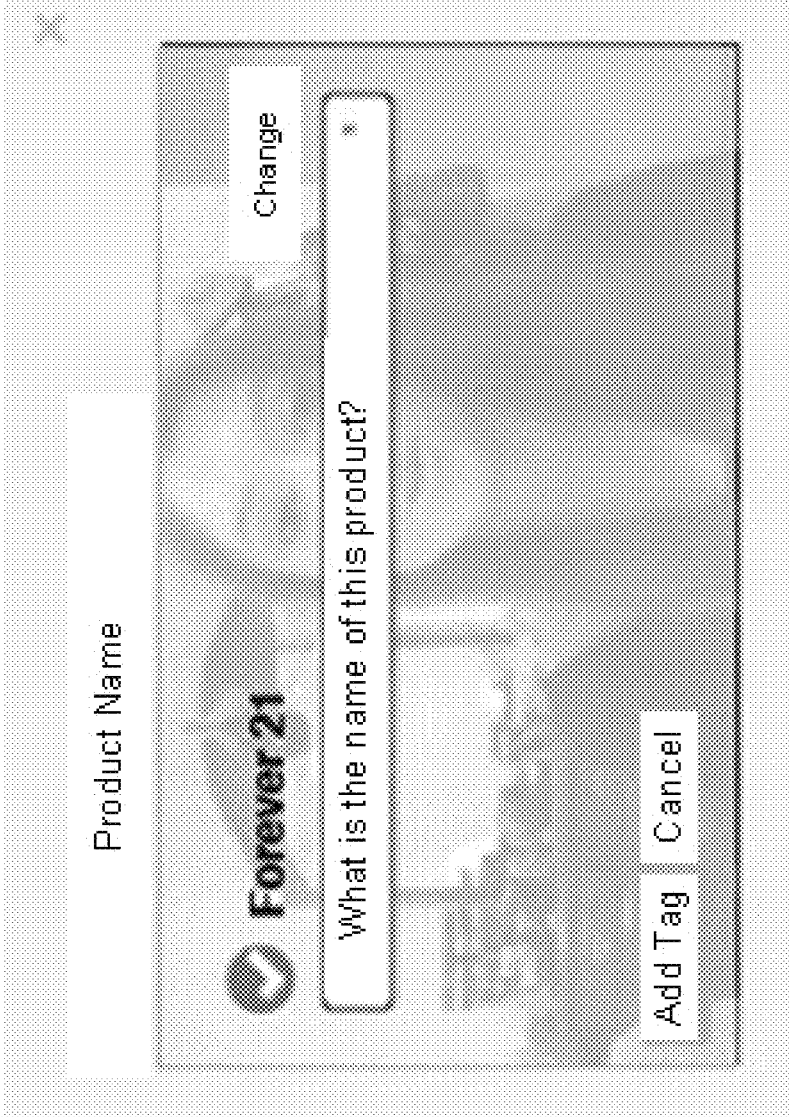 Product Name
Forever 21
Change
What is the name of this product?
Add Tag
Cancel